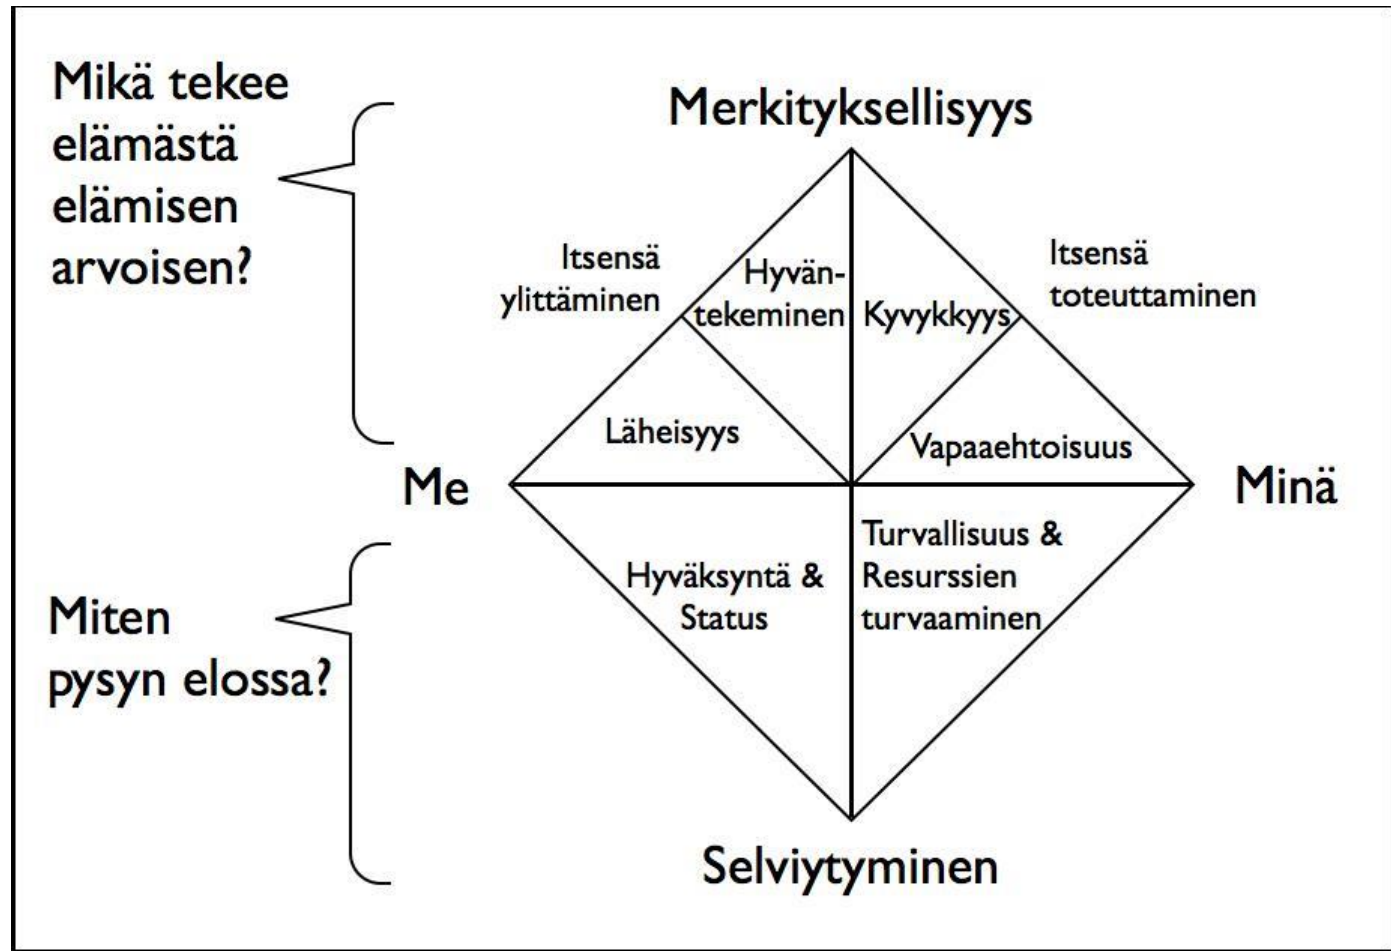 Mikä tekee
elämästä
elämisen
arvoisen?
Merkityksellisyys
Itsensä
ylittäminen
Hyvän-
tekeminen
Kyvykkyys
Itsensä
toteuttaminen
Läheisyys
Vapaaehtoisuus
Me
Minä
Miten
pysyn elossa?
Hyväksyntä &
Status
Turvallisuus &
Resurssien
turvaaminen
Selviytyminen